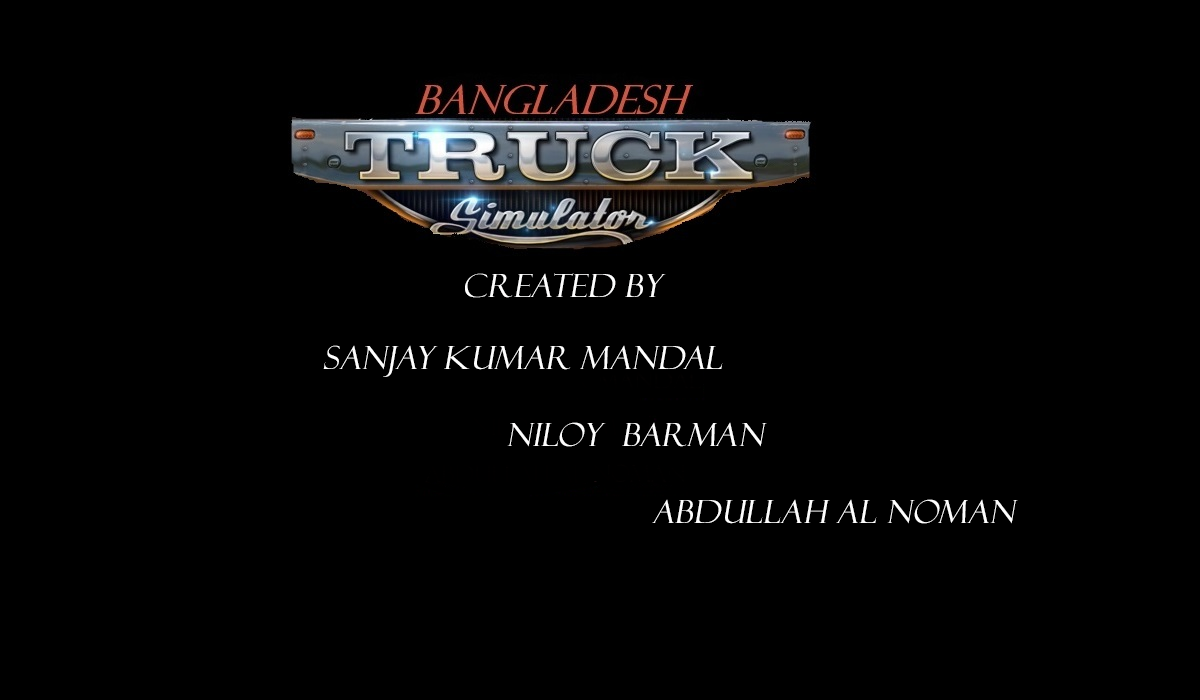 BANGLADESH
TRUCK
Simulator
CREATED BY
SANJAY KUMAR MANDAL
NILOY BARMAN
ABDULLAH AL NOMAN